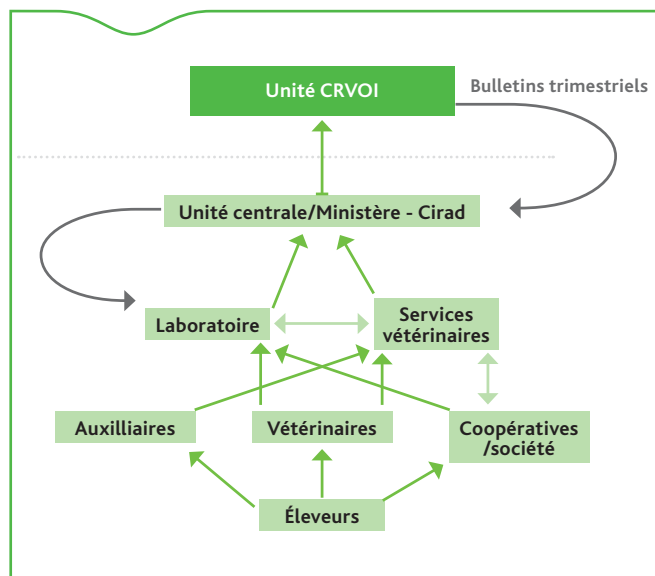 Unité CRVOI
Bulletins trimestriels
Unité centrale/Ministère - Cirad
Laboratoire
Services
vétérinaires
Auxilliaires
Vétérinaires
Coopératives
/société
Éleveurs